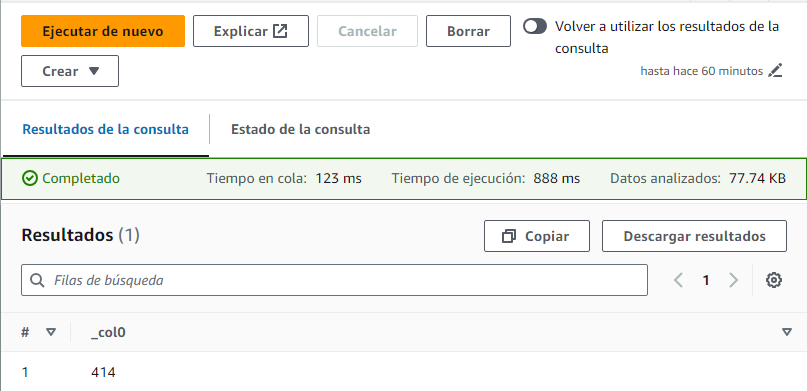 Ejecutar de nuevo Explicar Cancelar Borrar Volver a utilizar los resultados de la
consulta
Crear hasta hace 60 minutos
Resultados de la consulta Estado de la consulta
Completado Tiempo en cola: 123 ms Tiempo de ejecución: 888 ms Datos analizados: 77.74 KB
Resultados (1) Copiar Descargar resultados
Filas de búsqueda 1
# _col0
1 414